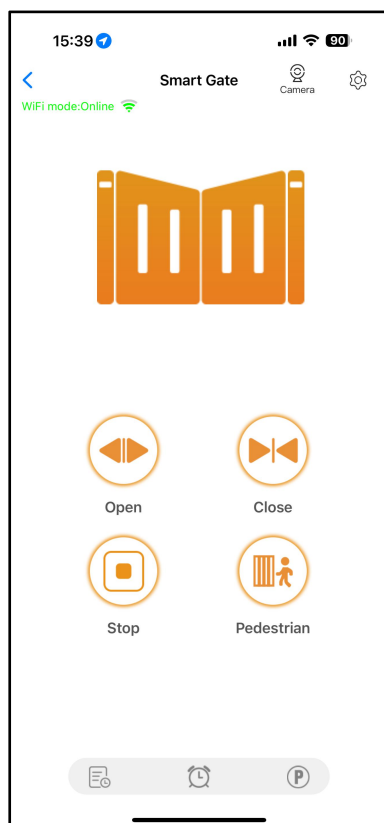 15:39
90
Smart Gate
Camera
WiFi mode:Online
Open
Close
Stop
Pedestrian
P